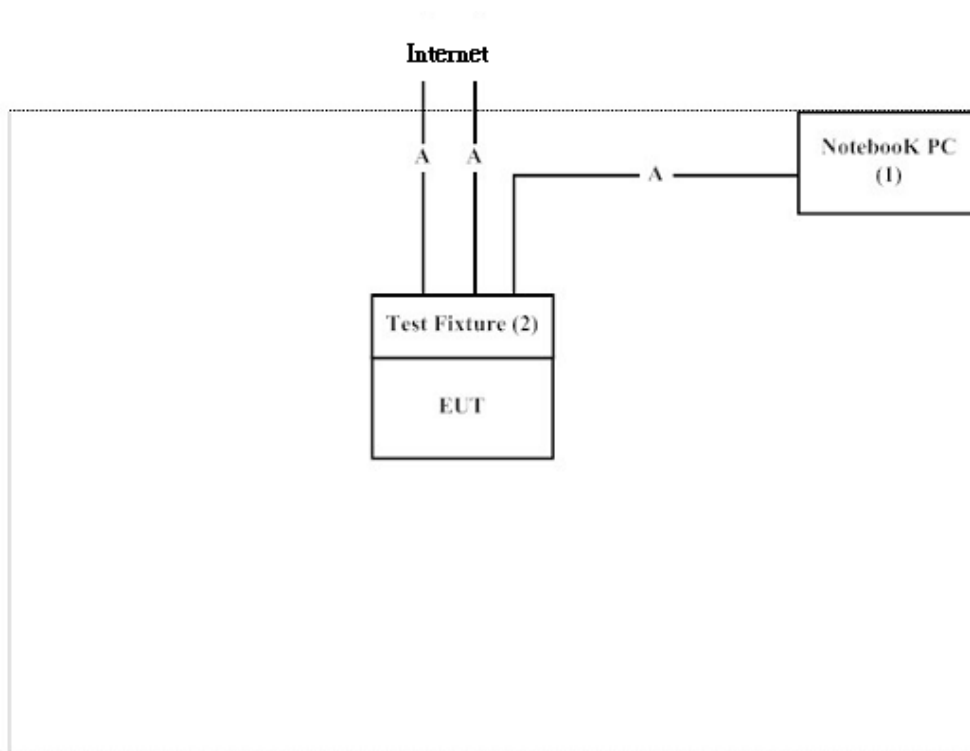 Internet
A
A
A
NotebooK PC
(1)
Test Fixture (2)
EUT